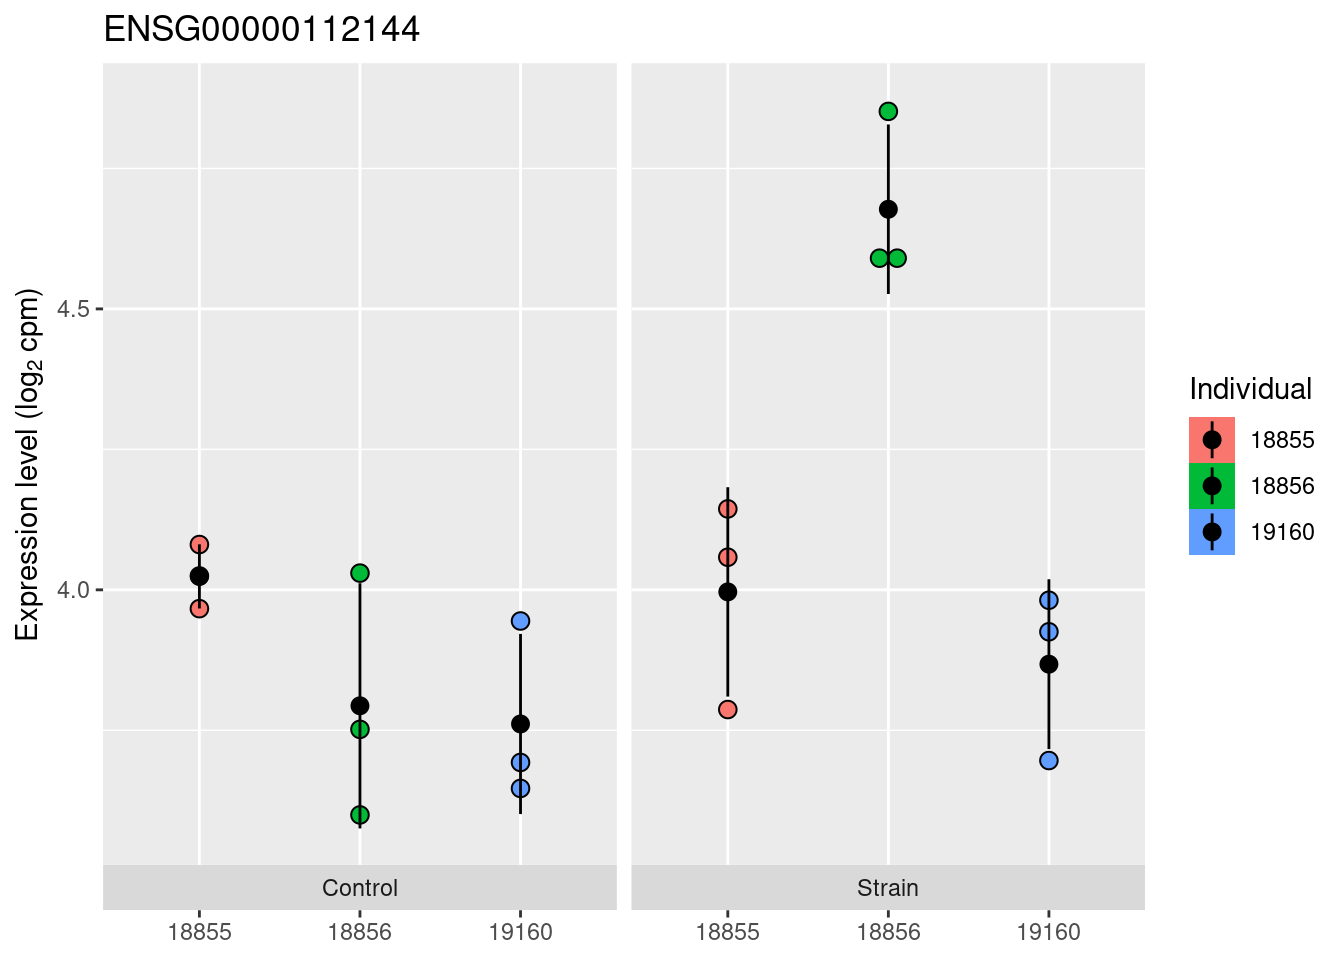 ENSG00000112144
Expression level (log₂ cpm)
4.5
4.0
Control
Strain
18855
18856
19160
18855
18856
19160
Individual
18855
18856
19160